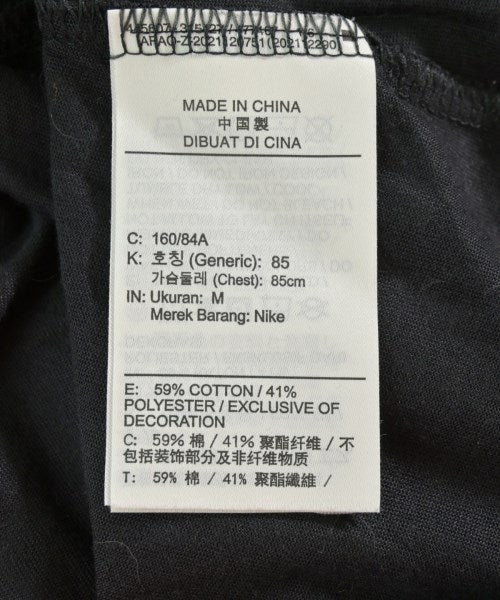 MADE IN CHINA
中国製
DIBUAT DI CINA
C: 160/84A
K: 호칭 (Generic): 85
가슴둘레 (Chest): 85cm
IN: Ukuran: M
Merek Barang: Nike
E: 59% COTTON / 41%
POLYESTER / EXCLUSIVE OF
DECORATION
C: 59% 棉 / 41% 聚酯纤维 / 不
包括装饰部分及非纤维物质
T: 59% 棉 / 41% 聚酯纖維 /